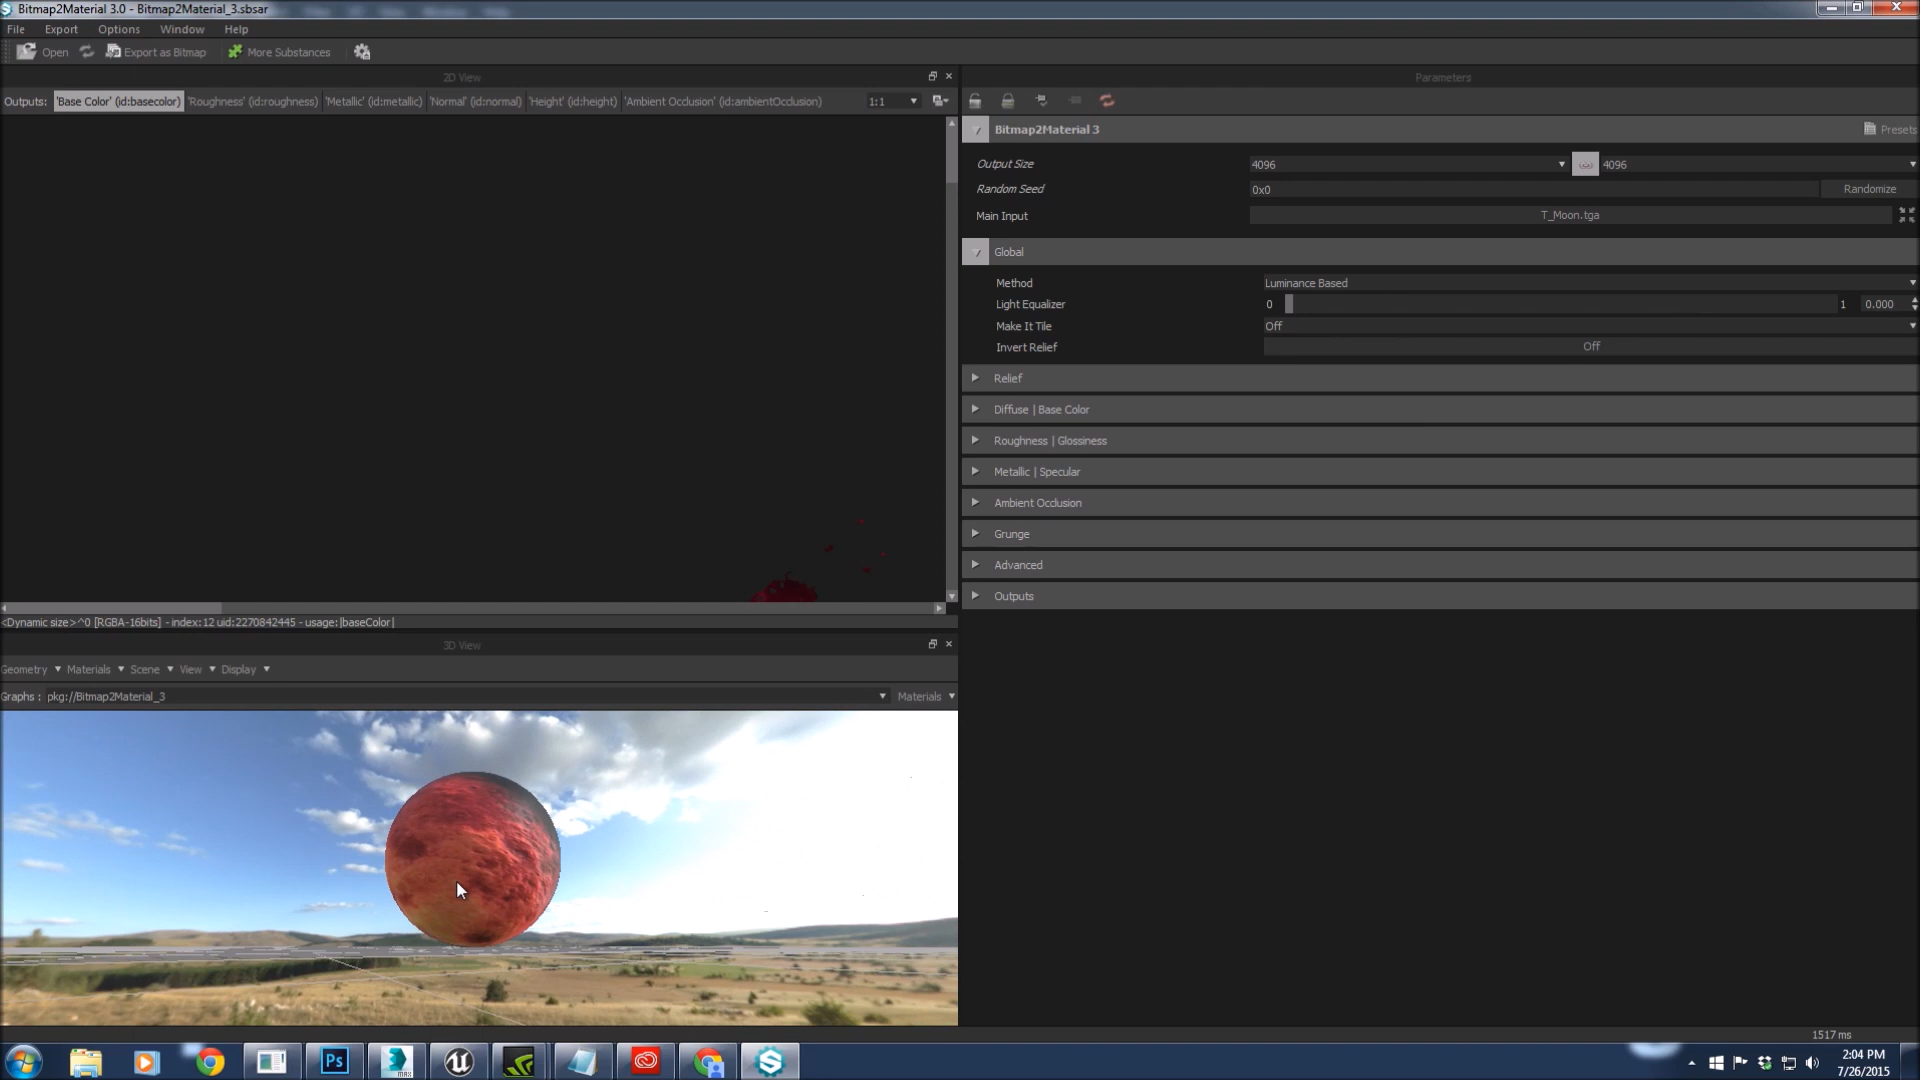 Bitmap2Material 3.0 - Bitmap2Material_3.sbsar
File Export Options Window Help
Open Export as Bitmap More Substances
2D View
Outputs: 'Base Color' (id:basecolor) 'Roughness' (id:roughness) 'Metallic' (id:metallic) 'Normal' (id:normal) 'Height' (id:height) 'Ambient Occlusion' (id:ambientOcclusion) 1:1
<Dynamic size>^0 [RGBA-16bits] - index:12 uid:2270842445 - usage:|baseColor|
3D View
Geometry Materials Scene View Display
Graphs : pkg://Bitmap2Material_3 Materials
Parameters
Bitmap2Material 3 Presets
Output Size 4096 4096
Random Seed 0x0 Randomize
Main Input T_Moon.tga
Global
Method Luminance Based
Light Equalizer 0 1 0.000
Make It Tile Off
Invert Relief Off
Relief
Diffuse | Base Color
Roughness | Glossiness
Metallic | Specular
Ambient Occlusion
Grunge
Advanced
Outputs
1517 ms
Ps
MAX
2:04 PM
7/26/2015